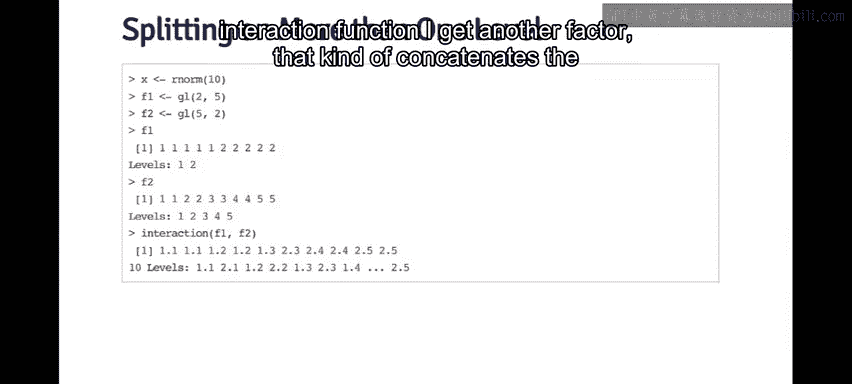 Splitting on More than One Level
interaction function I get another factor,
that kind of concatenates the
> x <- rnorm(10)
> f1 <- gl(2, 5)
> f2 <- gl(5, 2)
> f1
[1] 1 1 1 1 1 2 2 2 2 2
Levels: 1 2
> f2
[1] 1 1 2 2 3 3 4 4 5 5
Levels: 1 2 3 4 5
> interaction(f1, f2)
[1] 1.1 1.1 1.2 1.2 1.3 2.3 2.4 2.4 2.5 2.5
10 Levels: 1.1 2.1 1.2 2.2 1.3 2.3 1.4 ... 2.5